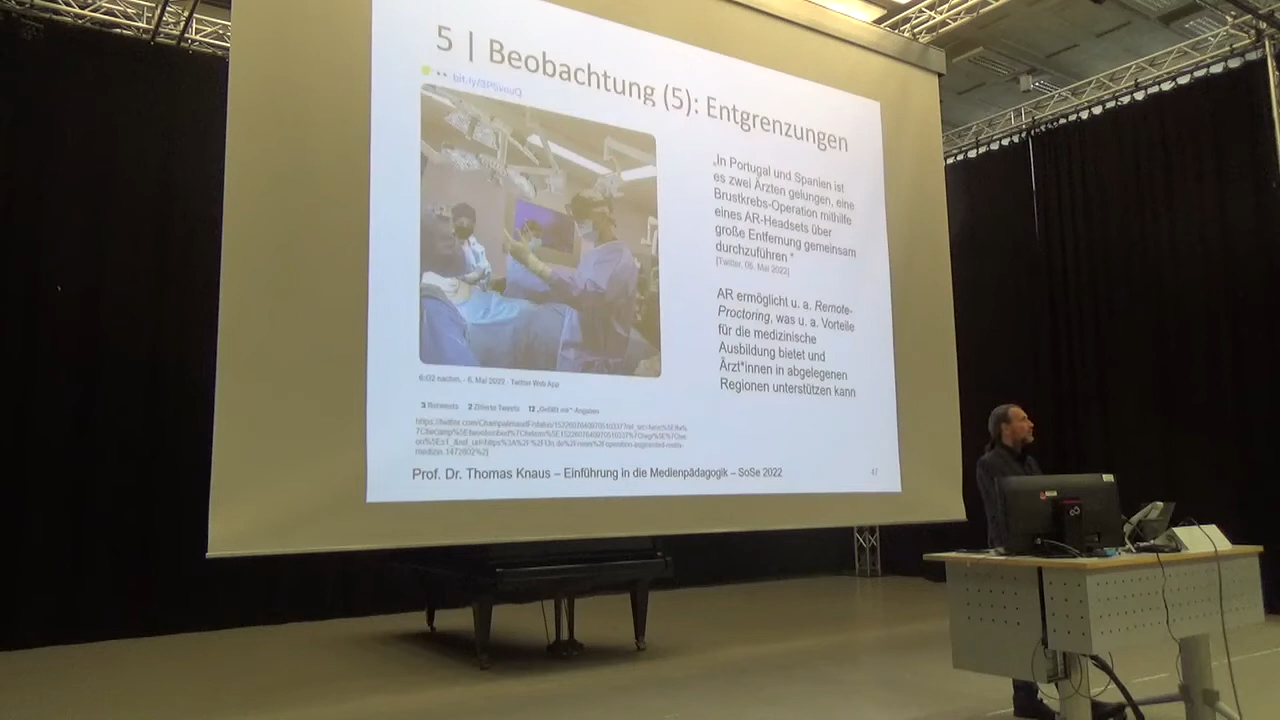 5 | Beobachtung (5): Entgrenzungen
„In Portugal und Spanien ist
es zwei Ärzten gelungen, eine
Brustkrebs-Operation mithilfe
eines AR-Headsets über
große Entfernung gemeinsam
durchzuführen “
[Twitter, 06. Mai 2022]
AR ermöglicht u. a. Remote-
Proctoring, was u. a. Vorteile
für die medizinische
Ausbildung bietet und
Ärzt*innen in abgelegenen
Regionen unterstützen kann
6:02 nachm. · 6. Mai 2022 · Twitter Web App
3 Retweets 2 Zitierte Tweets 12 „Gefällt mir“-Angaben
Prof. Dr. Thomas Knaus – Einführung in die Medienpädagogik – SoSe 2022